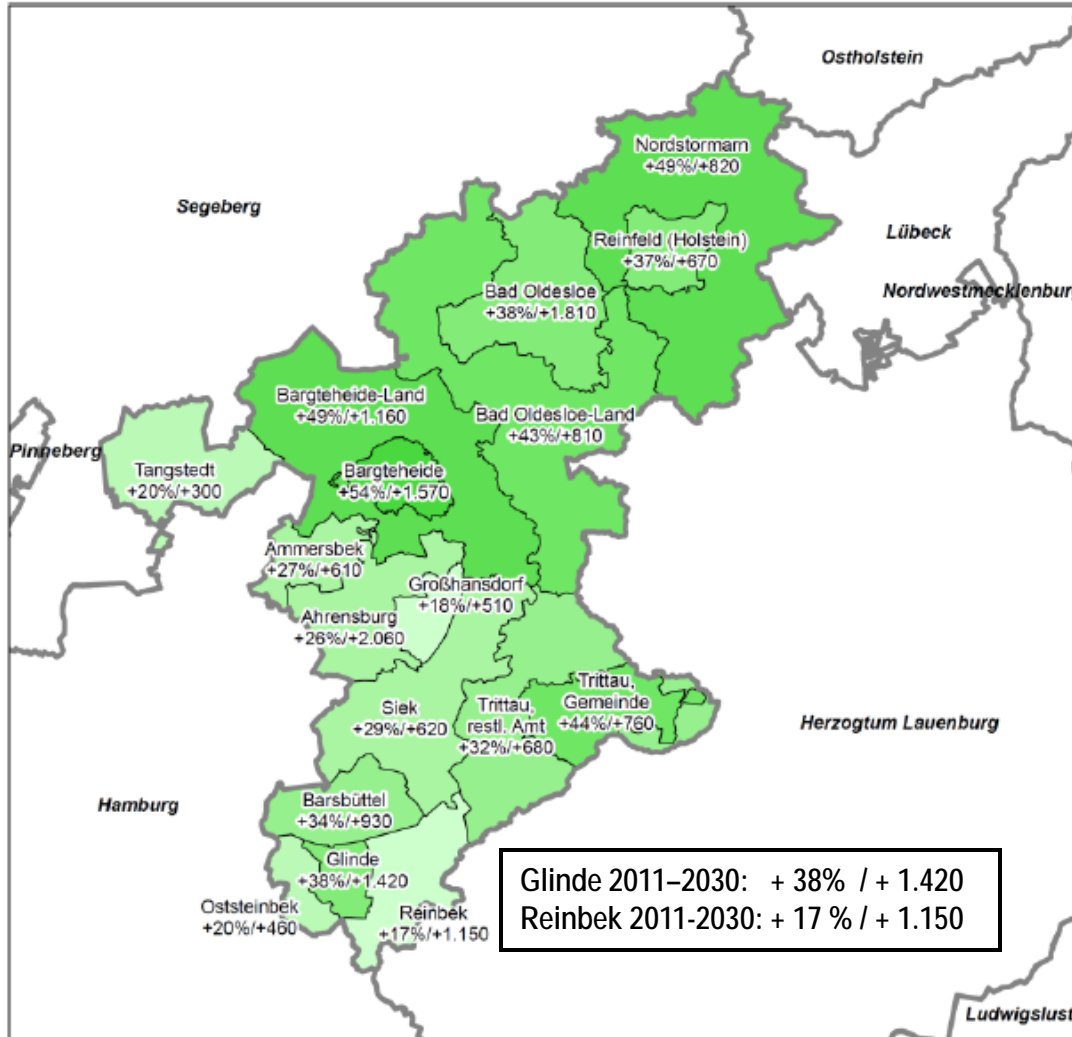 Ostholstein
Nordstormarn
+49%/+820
Segeberg
Lübeck
Reinfeld (Holstein)
+37%/+670
Nordwestmecklenburg
Bad Oldesloe
+38%/+1.810
Bargteheide-Land
+49%/+1.160
Bad Oldesloe-Land
+43%/+810
Pinneberg
Tangstedt
+20%/+300
Bargteheide
+54%/+1.570
Ammersbek
+27%/+610
Großhansdorf
+18%/+510
Ahrensburg
+26%/+2.060
Siek
+29%/+620
Trittau,
restl. Amt
+32%/+680
Trittau,
Gemeinde
+44%/+760
Herzogtum Lauenburg
Hamburg
Barsbüttel
+34%/+930
Glinde
+38%/+1.420
Oststeinbek
+20%/+460
Reinbek
+17%/+1.150
Glinde 2011–2030: + 38% / + 1.420
Reinbek 2011-2030: + 17 % / + 1.150
Ludwigslust